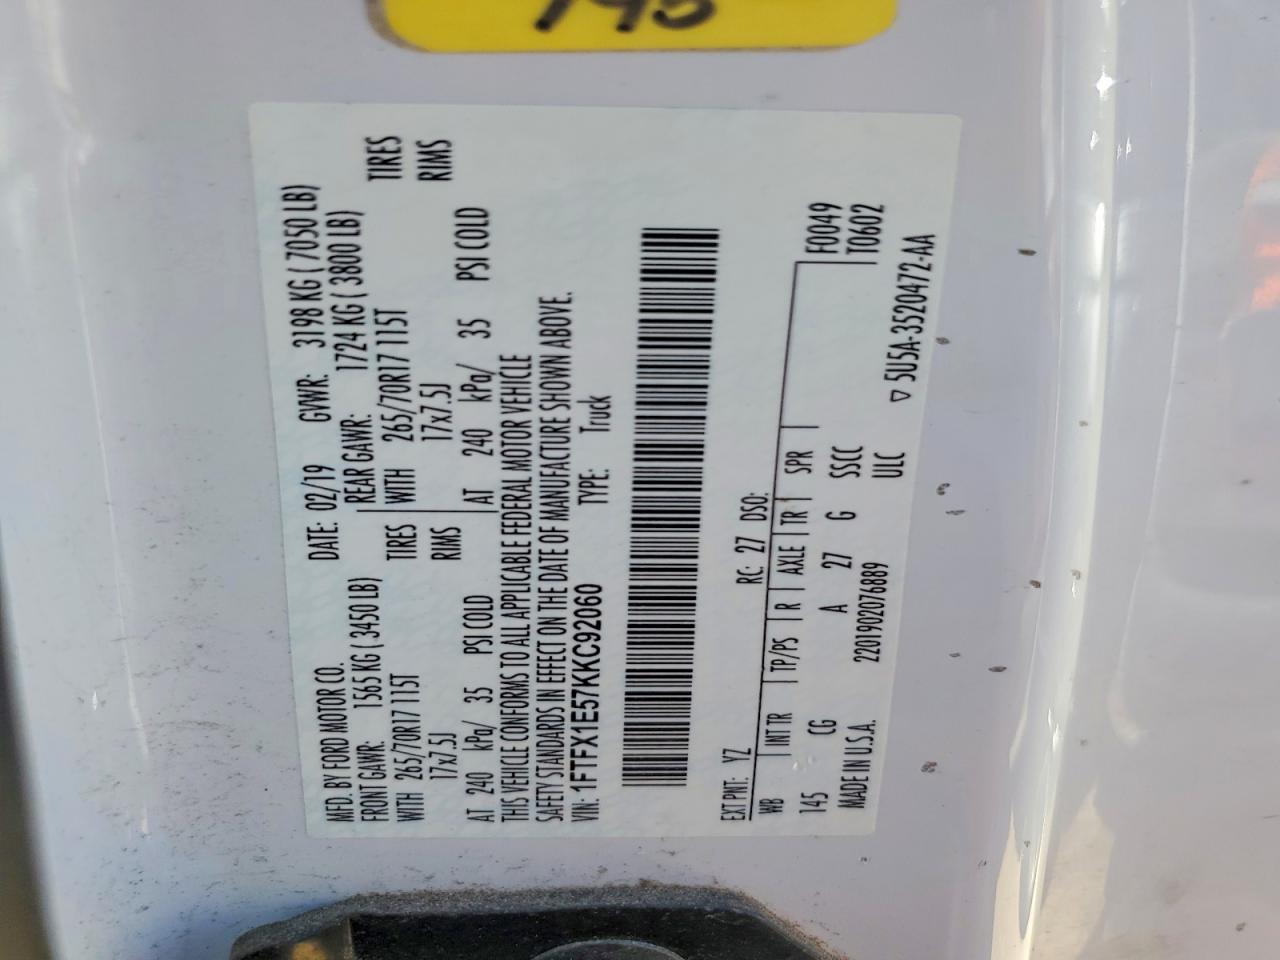 195
MFD. BY FORD MOTOR CO. DATE: 02/19 GVWR: 3198 KG ( 7050 LB)
FRONT GAWR: 1565 KG ( 3450 LB) REAR GAWR: 1724 KG ( 3800 LB)
WITH 265/70R17 115T TIRES WITH 265/70R17 115T TIRES
17x7.5J RIMS 17x7.5J RIMS
AT 240 kPa/ 35 PSI COLD AT 240 kPa/ 35 PSI COLD
THIS VEHICLE CONFORMS TO ALL APPLICABLE FEDERAL MOTOR VEHICLE
SAFETY STANDARDS IN EFFECT ON THE DATE OF MANUFACTURE SHOWN ABOVE.
VIN: 1FTFX1E57KKC92060 TYPE: Truck
EXT PNT: YZ RC: 27 DSO:
WB INT TR TP/PS R AXLE TR SPR F0049
145 CG A 27 G SSCC T0602
MADE IN U.S.A. 2201902076889 ULC
▽ 5U5A-3520472-AA